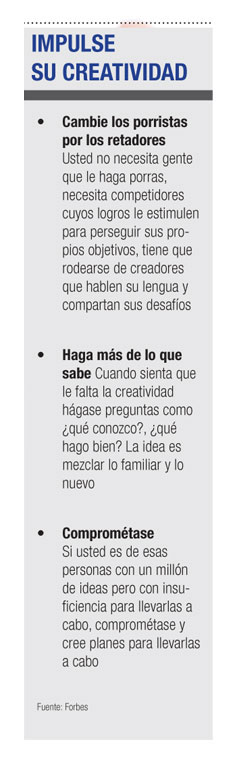 IMPULSE
SU CREATIVIDAD
• Cambie los porristas
por los retadores
Usted no necesita gente
que le haga porras,
necesita competidores
cuyos logros le estimulen
para perseguir sus pro-
pios objetivos, tiene que
rodearse de creadores
que hablen su lengua y
compartan sus desafíos
• Haga más de lo que
sabe Cuando sienta que
le falta la creatividad
hágase preguntas como
¿qué conozco?, ¿qué
hago bien? La idea es
mezclar lo familiar y lo
nuevo
• Comprométase
Si usted es de esas
personas con un millón
de ideas pero con insu-
ficiencia para llevarlas a
cabo, comprométase y
cree planes para llevarlas
a cabo
Fuente: Forbes